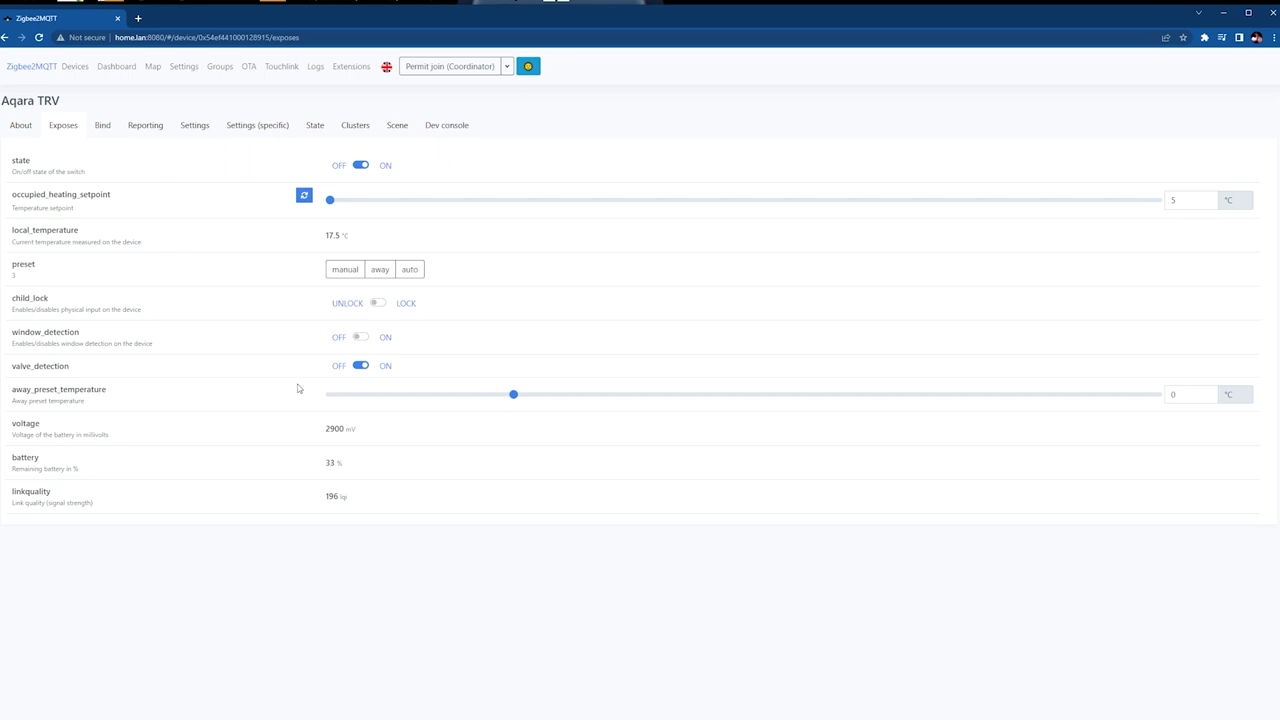 Zigbee2MQTT
Not secure home.lan:8080/#/device/0x54ef441000128915/exposes
Zigbee2MQTT Devices Dashboard Map Settings Groups OTA Touchlink Logs Extensions Permit join (Coordinator)
Aqara TRV
About Exposes Bind Reporting Settings Settings (specific) State Clusters Scene Dev console
state
On/off state of the switch
OFF ON
occupied_heating_setpoint
Temperature setpoint
5 °C
local_temperature
Current temperature measured on the device
17.5 °C
preset
3
manual away auto
child_lock
Enables/disables physical input on the device
UNLOCK LOCK
window_detection
Enables/disables window detection on the device
OFF ON
valve_detection
OFF ON
away_preset_temperature
Away preset temperature
0 °C
voltage
Voltage of the battery in millivolts
2900 mV
battery
Remaining battery in %
33 %
linkquality
Link quality (signal strength)
196 lqi